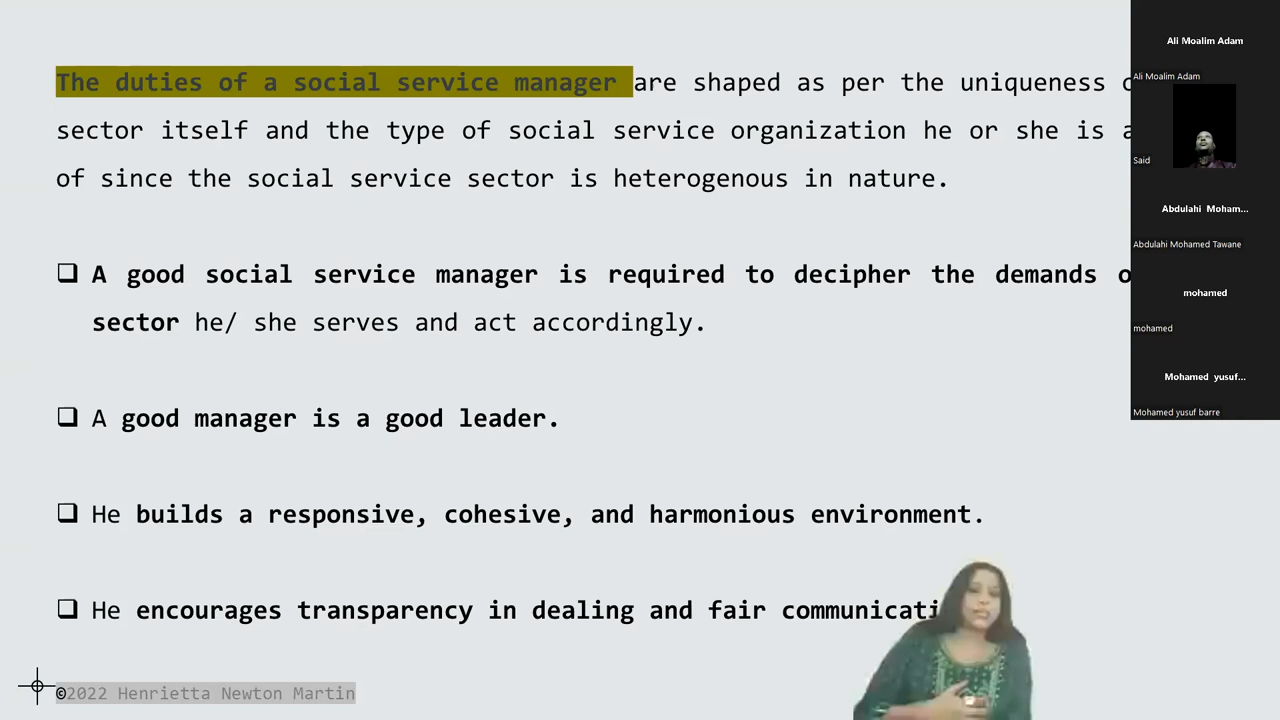 The duties of a social service manager are shaped as per the uniqueness
sector itself and the type of social service organization he or she is
of since the social service sector is heterogenous in nature.
❑ A good social service manager is required to decipher the demands
sector he/ she serves and act accordingly.
❑ A good manager is a good leader.
❑ He builds a responsive, cohesive, and harmonious environment.
❑ He encourages transparency in dealing and fair communicati
©2022 Henrietta Newton Martin
Ali Moalim Adam
Ali Moalim Adam
Said
Abdulahi Moham...
Abdulahi Mohamed Tawane
mohamed
mohamed
Mohamed yusuf...
Mohamed yusuf barre